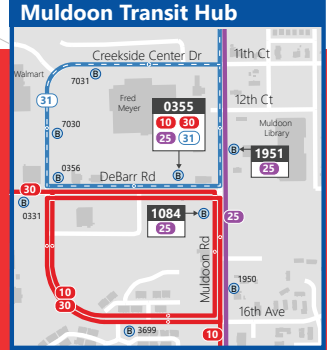 Muldoon Transit Hub
Creekside Center Dr
11th Ct
Walmart
B
7031
31
Fred
Meyer
0355
10 30
25 31
12th Ct
Muldoon
Library
B
7030
B
1951
25
0356
B
DeBarr Rd
B
30
B
0331
1084
25
B
25
Muldoon Rd
10
30
B
1950
16th Ave
B
3699
10